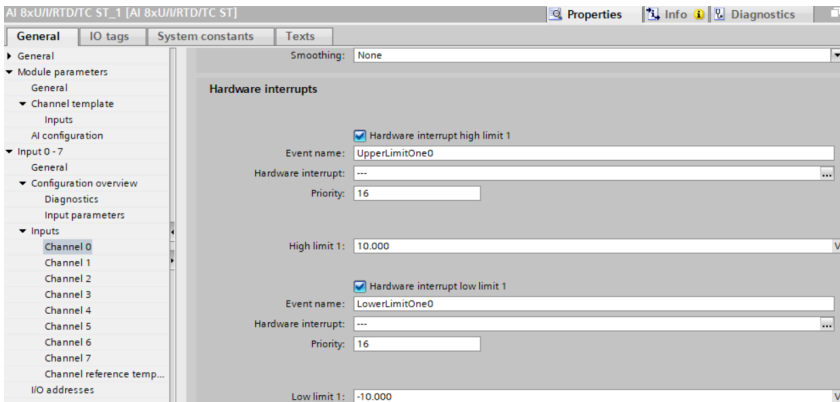 AI 8xU/I/RTD/TC ST_1 [AI 8xU/I/RTD/TC ST]
Properties
Info
Diagnostics
General
IO tags
System constants
Texts
General
Module parameters
General
Channel template
Inputs
AI configuration
Input 0 - 7
General
Configuration overview
Diagnostics
Input parameters
Inputs
Channel 0
Channel 1
Channel 2
Channel 3
Channel 4
Channel 5
Channel 6
Channel 7
Channel reference temp...
I/O addresses
Smoothing: None
Hardware interrupts
Hardware interrupt high limit 1
Event name: UpperLimitOne0
Hardware interrupt: ---
...
Priority: 16
High limit 1: 10.000 V
Hardware interrupt low limit 1
Event name: LowerLimitOne0
Hardware interrupt: ---
...
Priority: 16
Low limit 1: -10.000 V